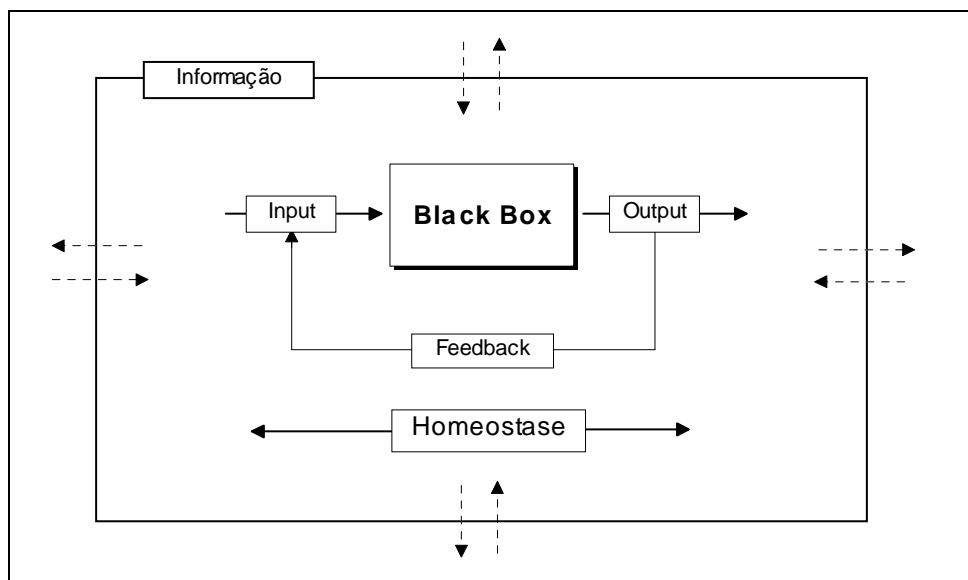 Informação
Input
Black Box
Output
Feedback
Homeostase